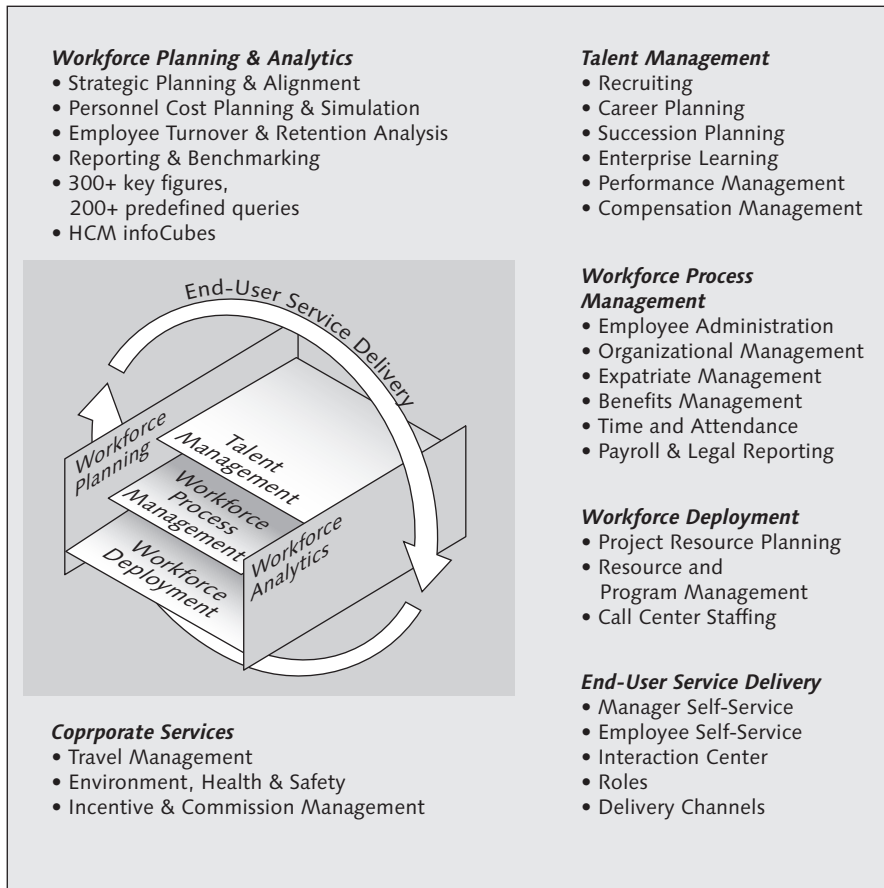 Workforce Planning & Analytics
• Strategic Planning & Alignment
• Personnel Cost Planning & Simulation
• Employee Turnover & Retention Analysis
• Reporting & Benchmarking
• 300+ key figures,
200+ predefined queries
• HCM infoCubes
End-User Service Delivery
Workforce
Planning
Talent
Management
Workforce
Process
Management
Workforce
Deployment
Workforce
Analytics
Coprporate Services
• Travel Management
• Environment, Health & Safety
• Incentive & Commission Management
Talent Management
• Recruiting
• Career Planning
• Succession Planning
• Enterprise Learning
• Performance Management
• Compensation Management
Workforce Process
Management
• Employee Administration
• Organizational Management
• Expatriate Management
• Benefits Management
• Time and Attendance
• Payroll & Legal Reporting
Workforce Deployment
• Project Resource Planning
• Resource and
Program Management
• Call Center Staffing
End-User Service Delivery
• Manager Self-Service
• Employee Self-Service
• Interaction Center
• Roles
• Delivery Channels